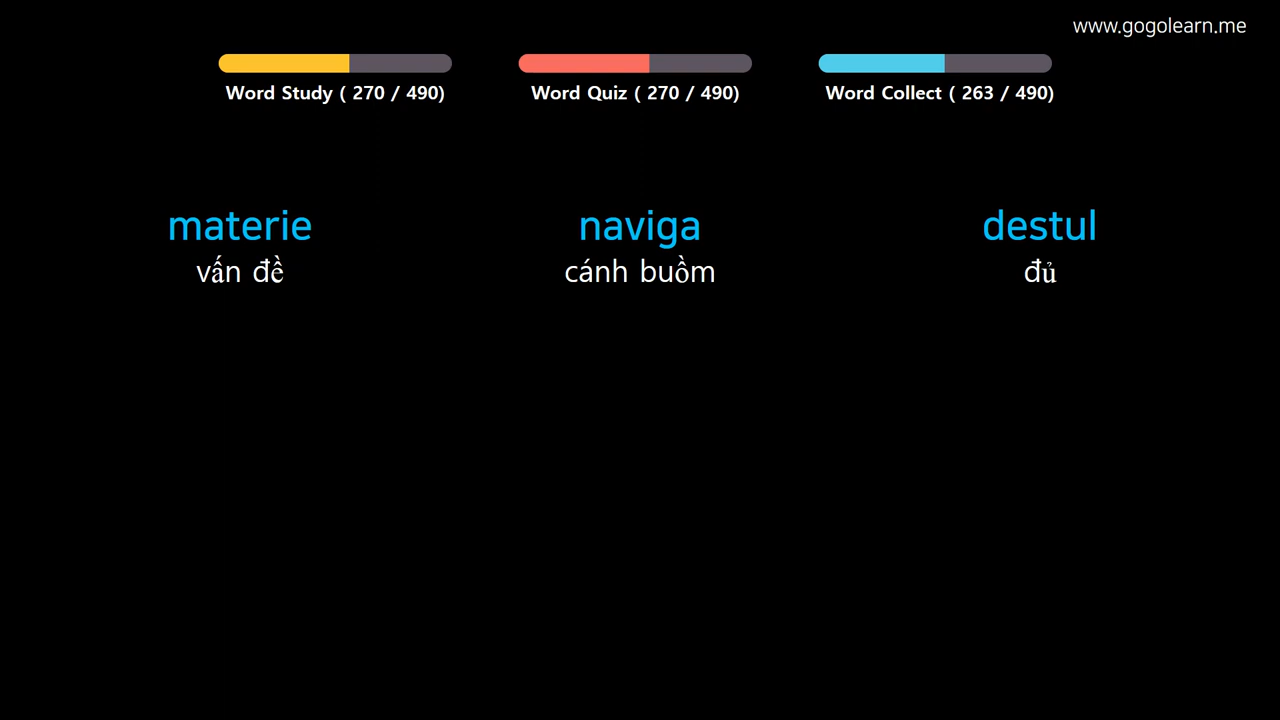 www.gogolearn.me
Word Study ( 270 / 490)
Word Quiz ( 270 / 490)
Word Collect ( 263 / 490)
materie
vấn đề
naviga
cánh buồm
destul
đủ